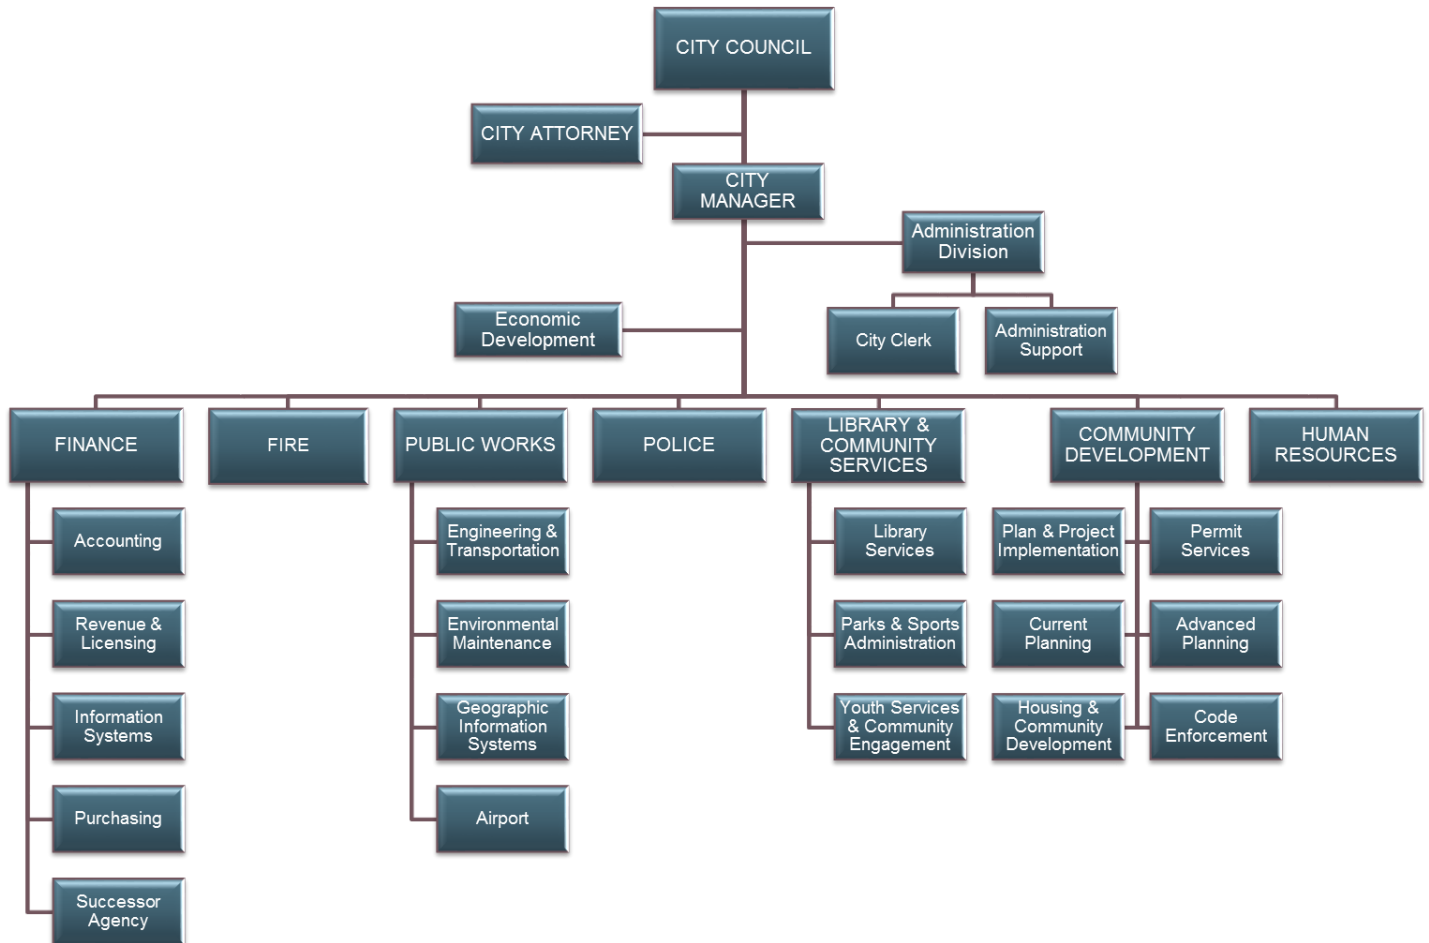 CITY COUNCIL
CITY ATTORNEY
CITY
MANAGER
Administration
Division
Economic
Development
City Clerk
Administration
Support
FINANCE
FIRE
PUBLIC WORKS
POLICE
LIBRARY &
COMMUNITY
SERVICES
COMMUNITY
DEVELOPMENT
HUMAN
RESOURCES
Accounting
Revenue &
Licensing
Information
Systems
Purchasing
Successor
Agency
Engineering &
Transportation
Environmental
Maintenance
Geographic
Information
Systems
Airport
Library
Services
Parks & Sports
Administration
Youth Services
& Community
Engagement
Plan & Project
Implementation
Permit
Services
Current
Planning
Advanced
Planning
Housing &
Community
Development
Code
Enforcement